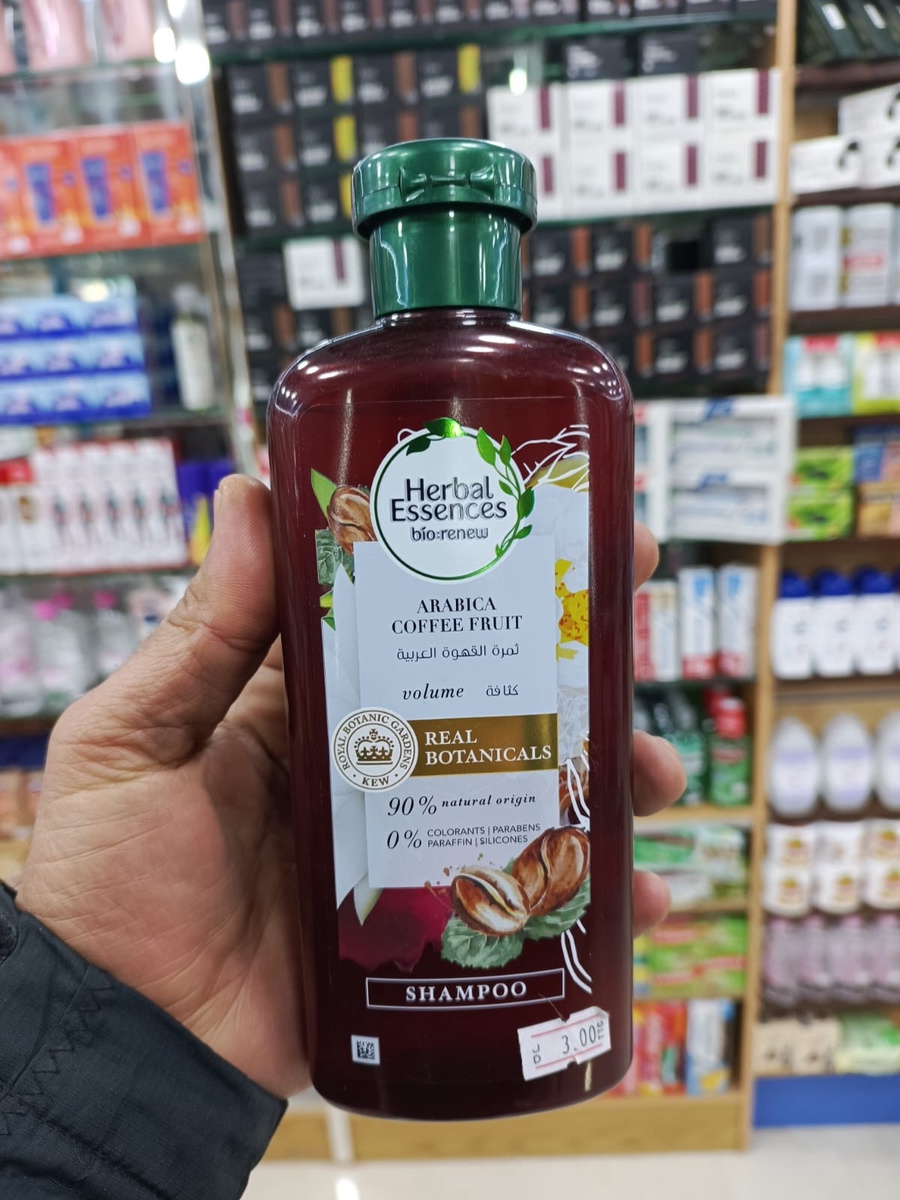 Herbal
Essences
bio:renew
ARABICA
COFFEE FRUIT
ثمرة القهوة العربية
volume كثافة
ROYAL BOTANIC GARDENS
KEW
REAL
BOTANICALS
90% natural origin
0% COLORANTS | PARABENS
PARAFFIN | SILICONES
SHAMPOO
3.00